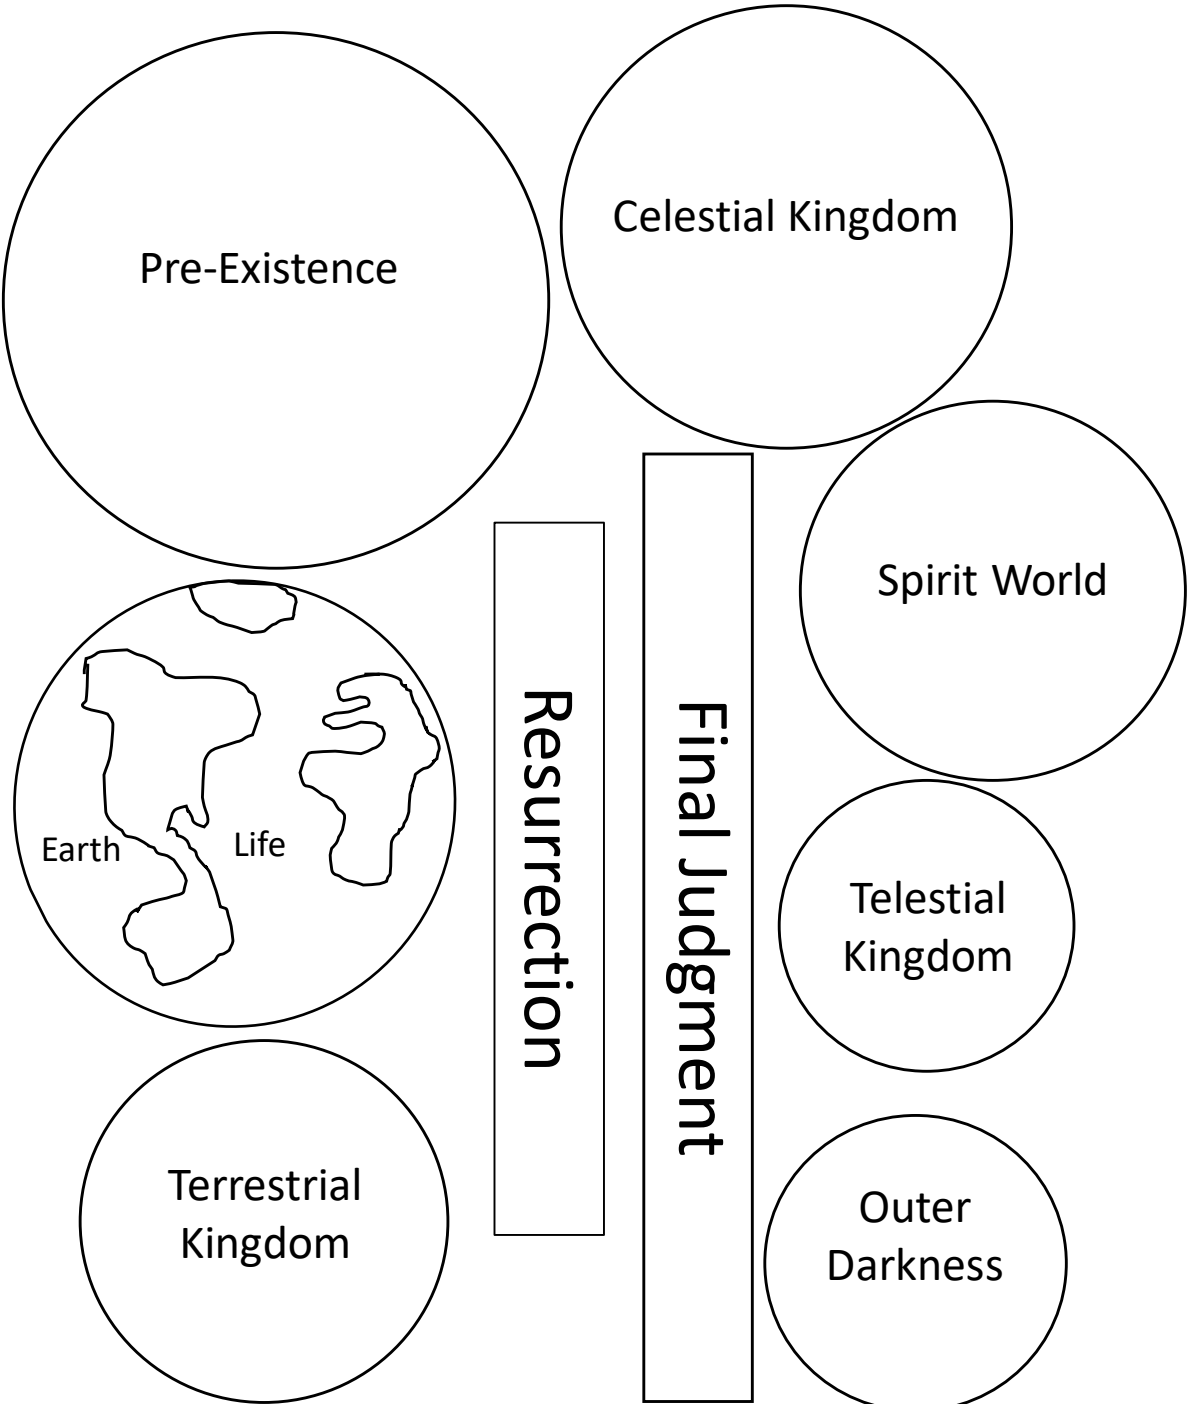 Pre-Existence
Celestial Kingdom
Spirit World
Earth
Life
Resurrection
Final Judgment
Telestial
Kingdom
Terrestrial
Kingdom
Outer
Darkness